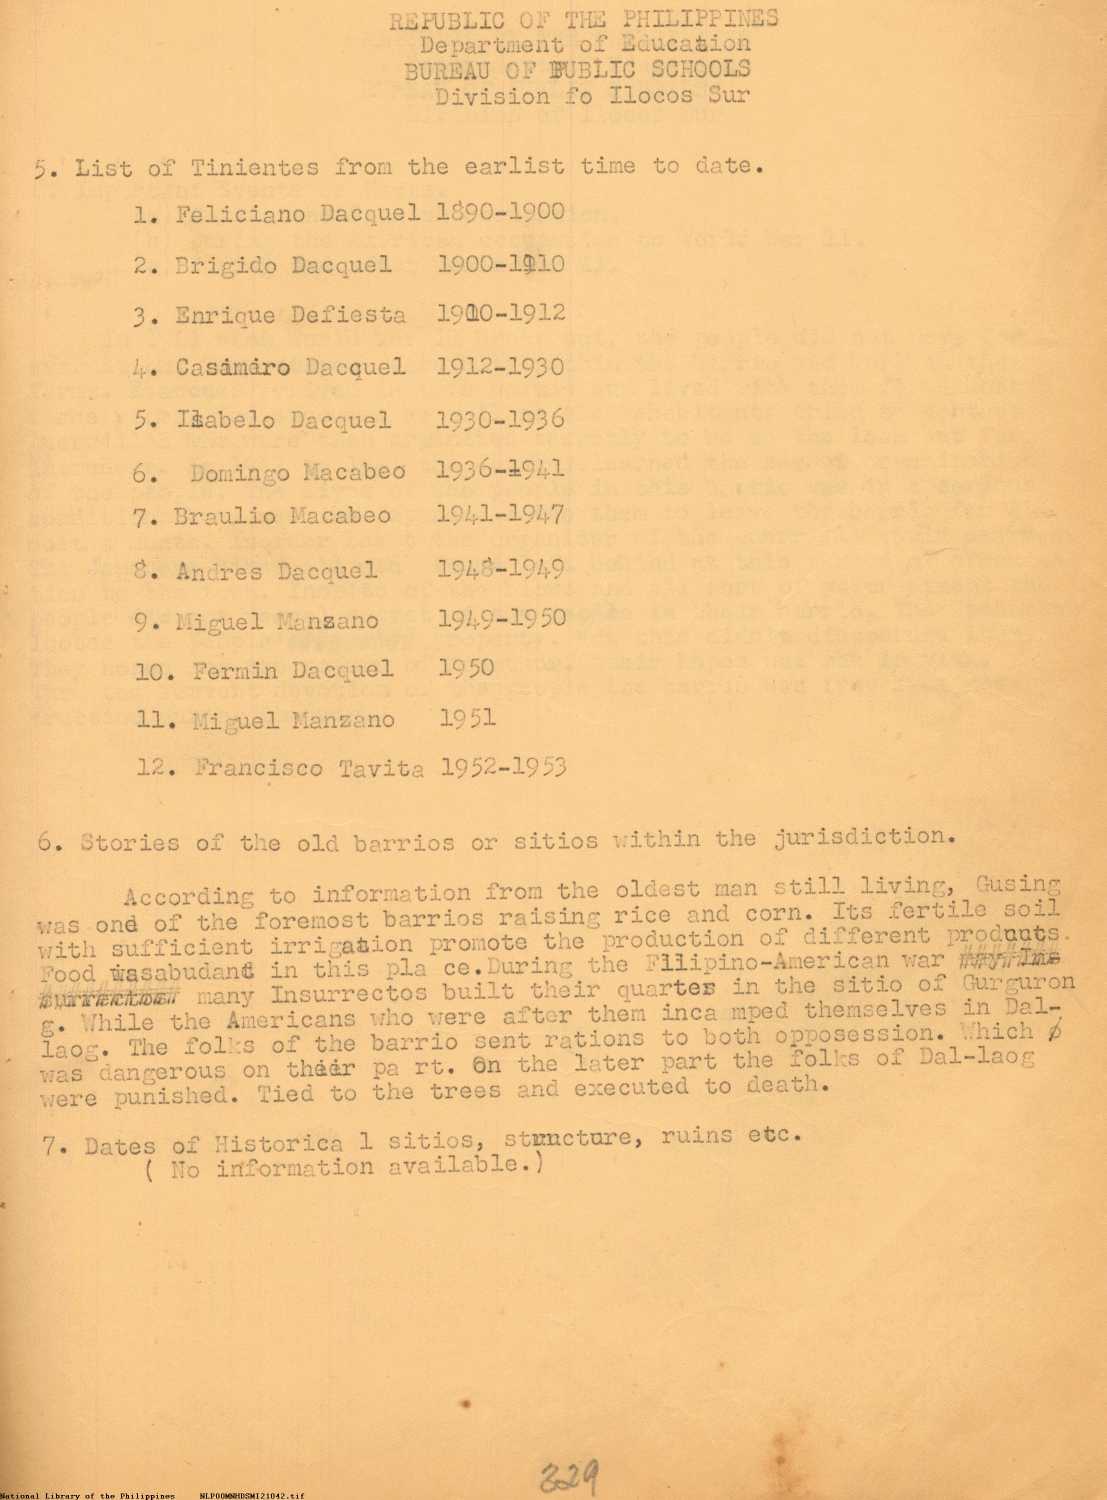 REPUBLIC OF THE PHILIPPINES
Department of Education
BUREAU OF PUBLIC SCHOOLS
Division fo Ilocos Sur
5. List of Tinientes from the earlist time to date.
1. Feliciano Dacquel 1890-1900
2. Brigido Dacquel 1900-1910
3. Enrique Defiesta 1910-1912
4. Casimiro Dacquel 1912-1930
5. Isabelo Dacquel 1930-1936
6. Domingo Macabeo 1936-1941
7. Braulio Macabeo 1941-1947
8. Andres Dacquel 1948-1949
9. Miguel Manzano 1949-1950
10. Fermin Dacquel 1950
11. Miguel Manzano 1951
12. Francisco Tavita 1952-1953
6. Stories of the old barrios or sitios within the jurisdiction.
According to information from the oldest man still living, Gusing
was one of the foremost barrios raising rice and corn. Its fertile soil
with sufficient irrigation promote the production of different products.
Food wasabudant in this pla ce.During the Filipino-American war
many Insurrectos built their quarters in the sitio of Gurguron
g. While the Americans who were after them inca mped themselves in Dal-
laog. The folks of the barrio sent rations to both opposession. Which
was dangerous on their pa rt. On the later part the folks of Dal-laog
were punished. Tied to the trees and executed to death.
7. Dates of Historica l sitios, structure, ruins etc.
( No information available.)
329
National Library of the Philippines NLPOOMNHDSMI21042.tif